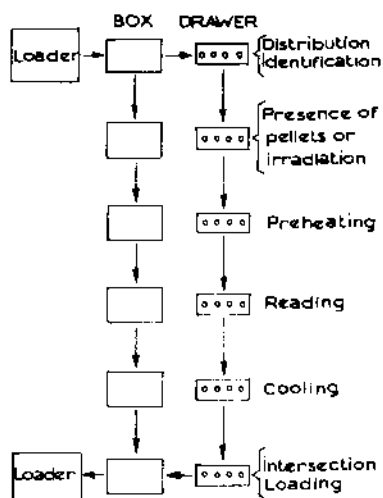 BOX DRAWER
Loader
Distribution
Identification
Presence of
pellets or
irradiation
Preheating
Reading
Cooling
Loader
Intersection
Loading